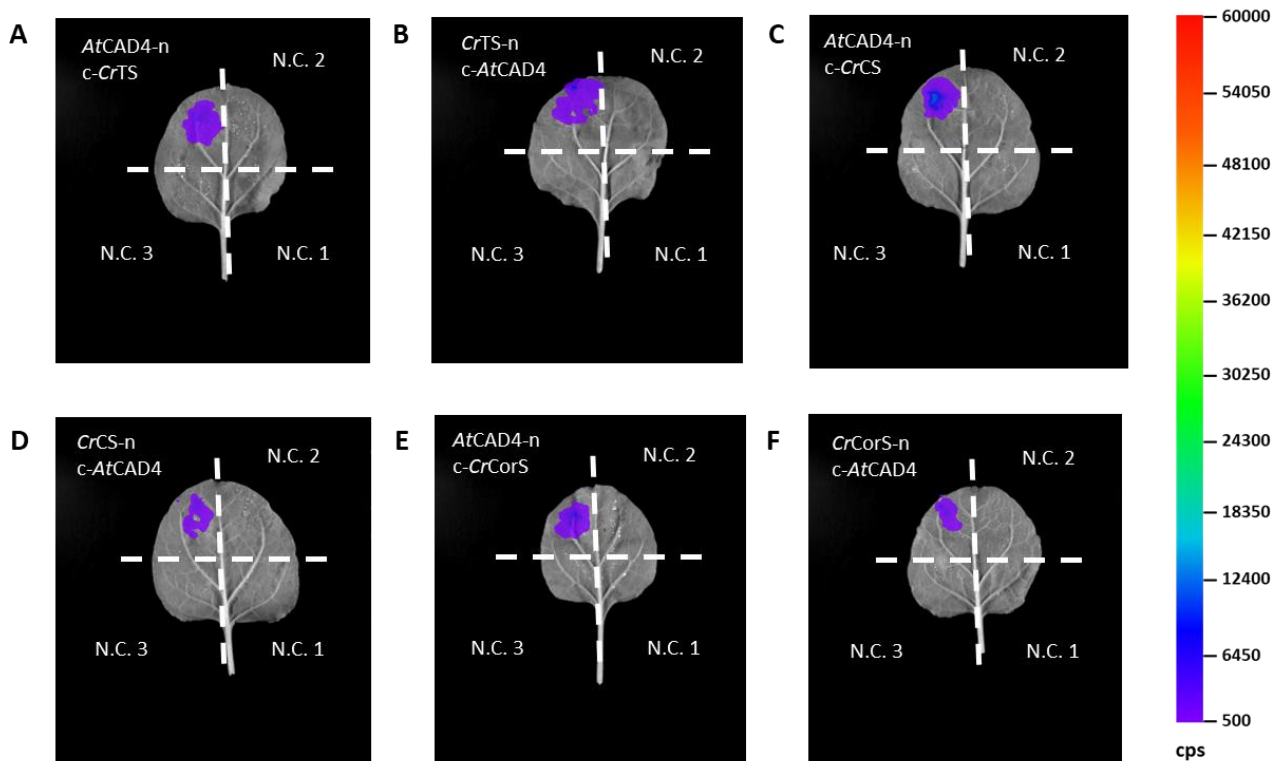 A
AtCAD4-n
c-CrTS
N.C. 2
N.C. 3
N.C. 1
B
CrTS-n
c-AtCAD4
N.C. 2
N.C. 3
N.C. 1
C
AtCAD4-n
c-CrCS
N.C. 2
N.C. 3
N.C. 1
D
CrCS-n
c-AtCAD4
N.C. 2
N.C. 3
N.C. 1
E
AtCAD4-n
c-CrCorS
N.C. 2
N.C. 3
N.C. 1
F
CrCorS-n
c-AtCAD4
N.C. 2
N.C. 3
N.C. 1
60000
54050
48100
42150
36200
30250
24300
18350
12400
6450
500
cps